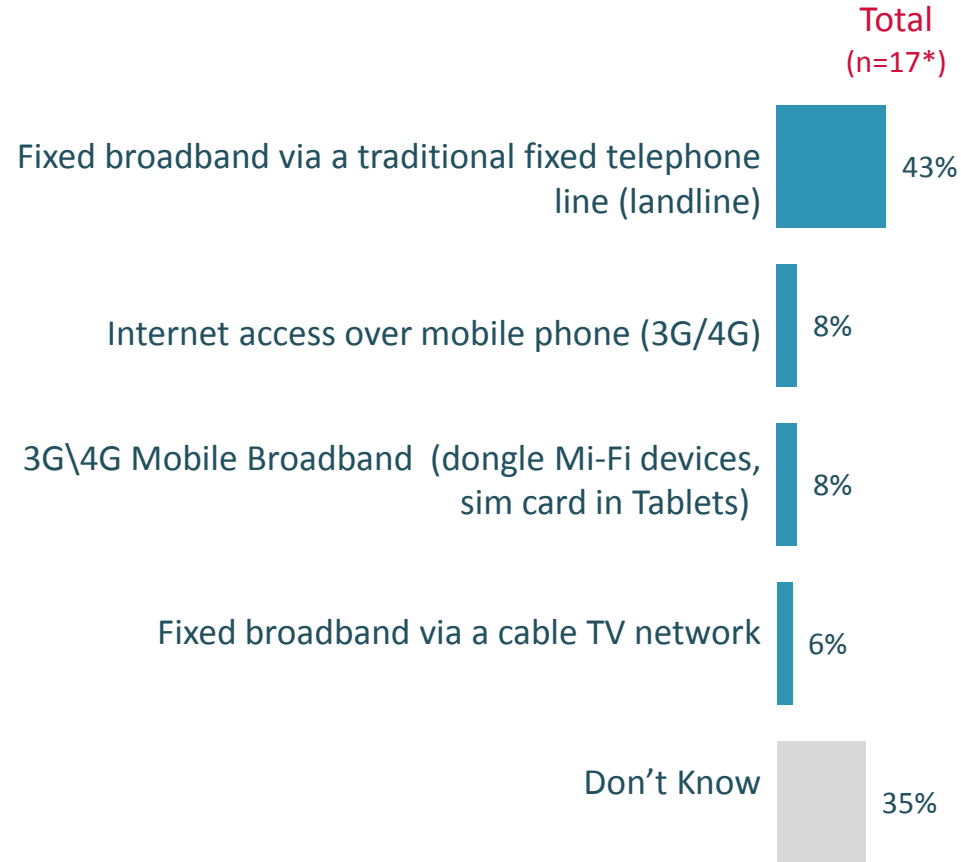 Total
(n=17*)
Fixed broadband via a traditional fixed telephone
line (landline)
43%
Internet access over mobile phone (3G/4G)
8%
3G\4G Mobile Broadband  (dongle Mi-Fi devices,
sim card in Tablets)
8%
Fixed broadband via a cable TV network
6%
Don’t Know
35%